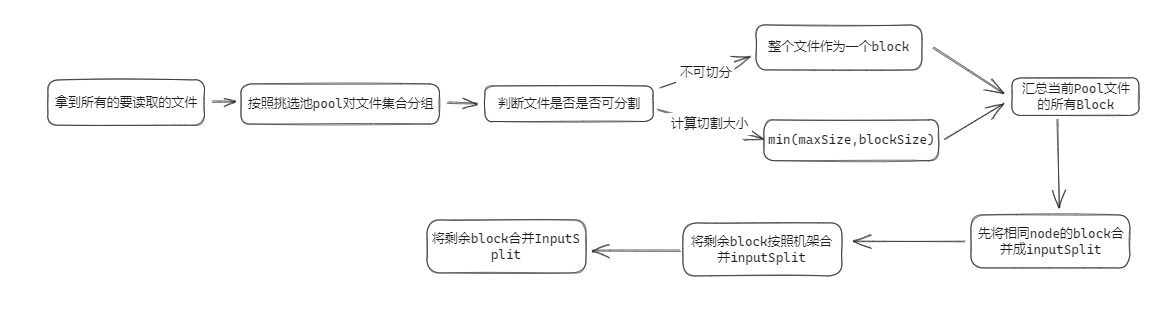 拿到所有的要读取的文件
按照挑选池pool对文件集合分组
判断文件是否是否可分割
不可切分
整个文件作为一个block
计算切割大小
min(maxSize,blockSize)
汇总当前Pool文件
的所有Block
先将相同node的block合
并成inputSplit
将剩余block按照机架合
并inputSplit
将剩余block合并InputS
plit